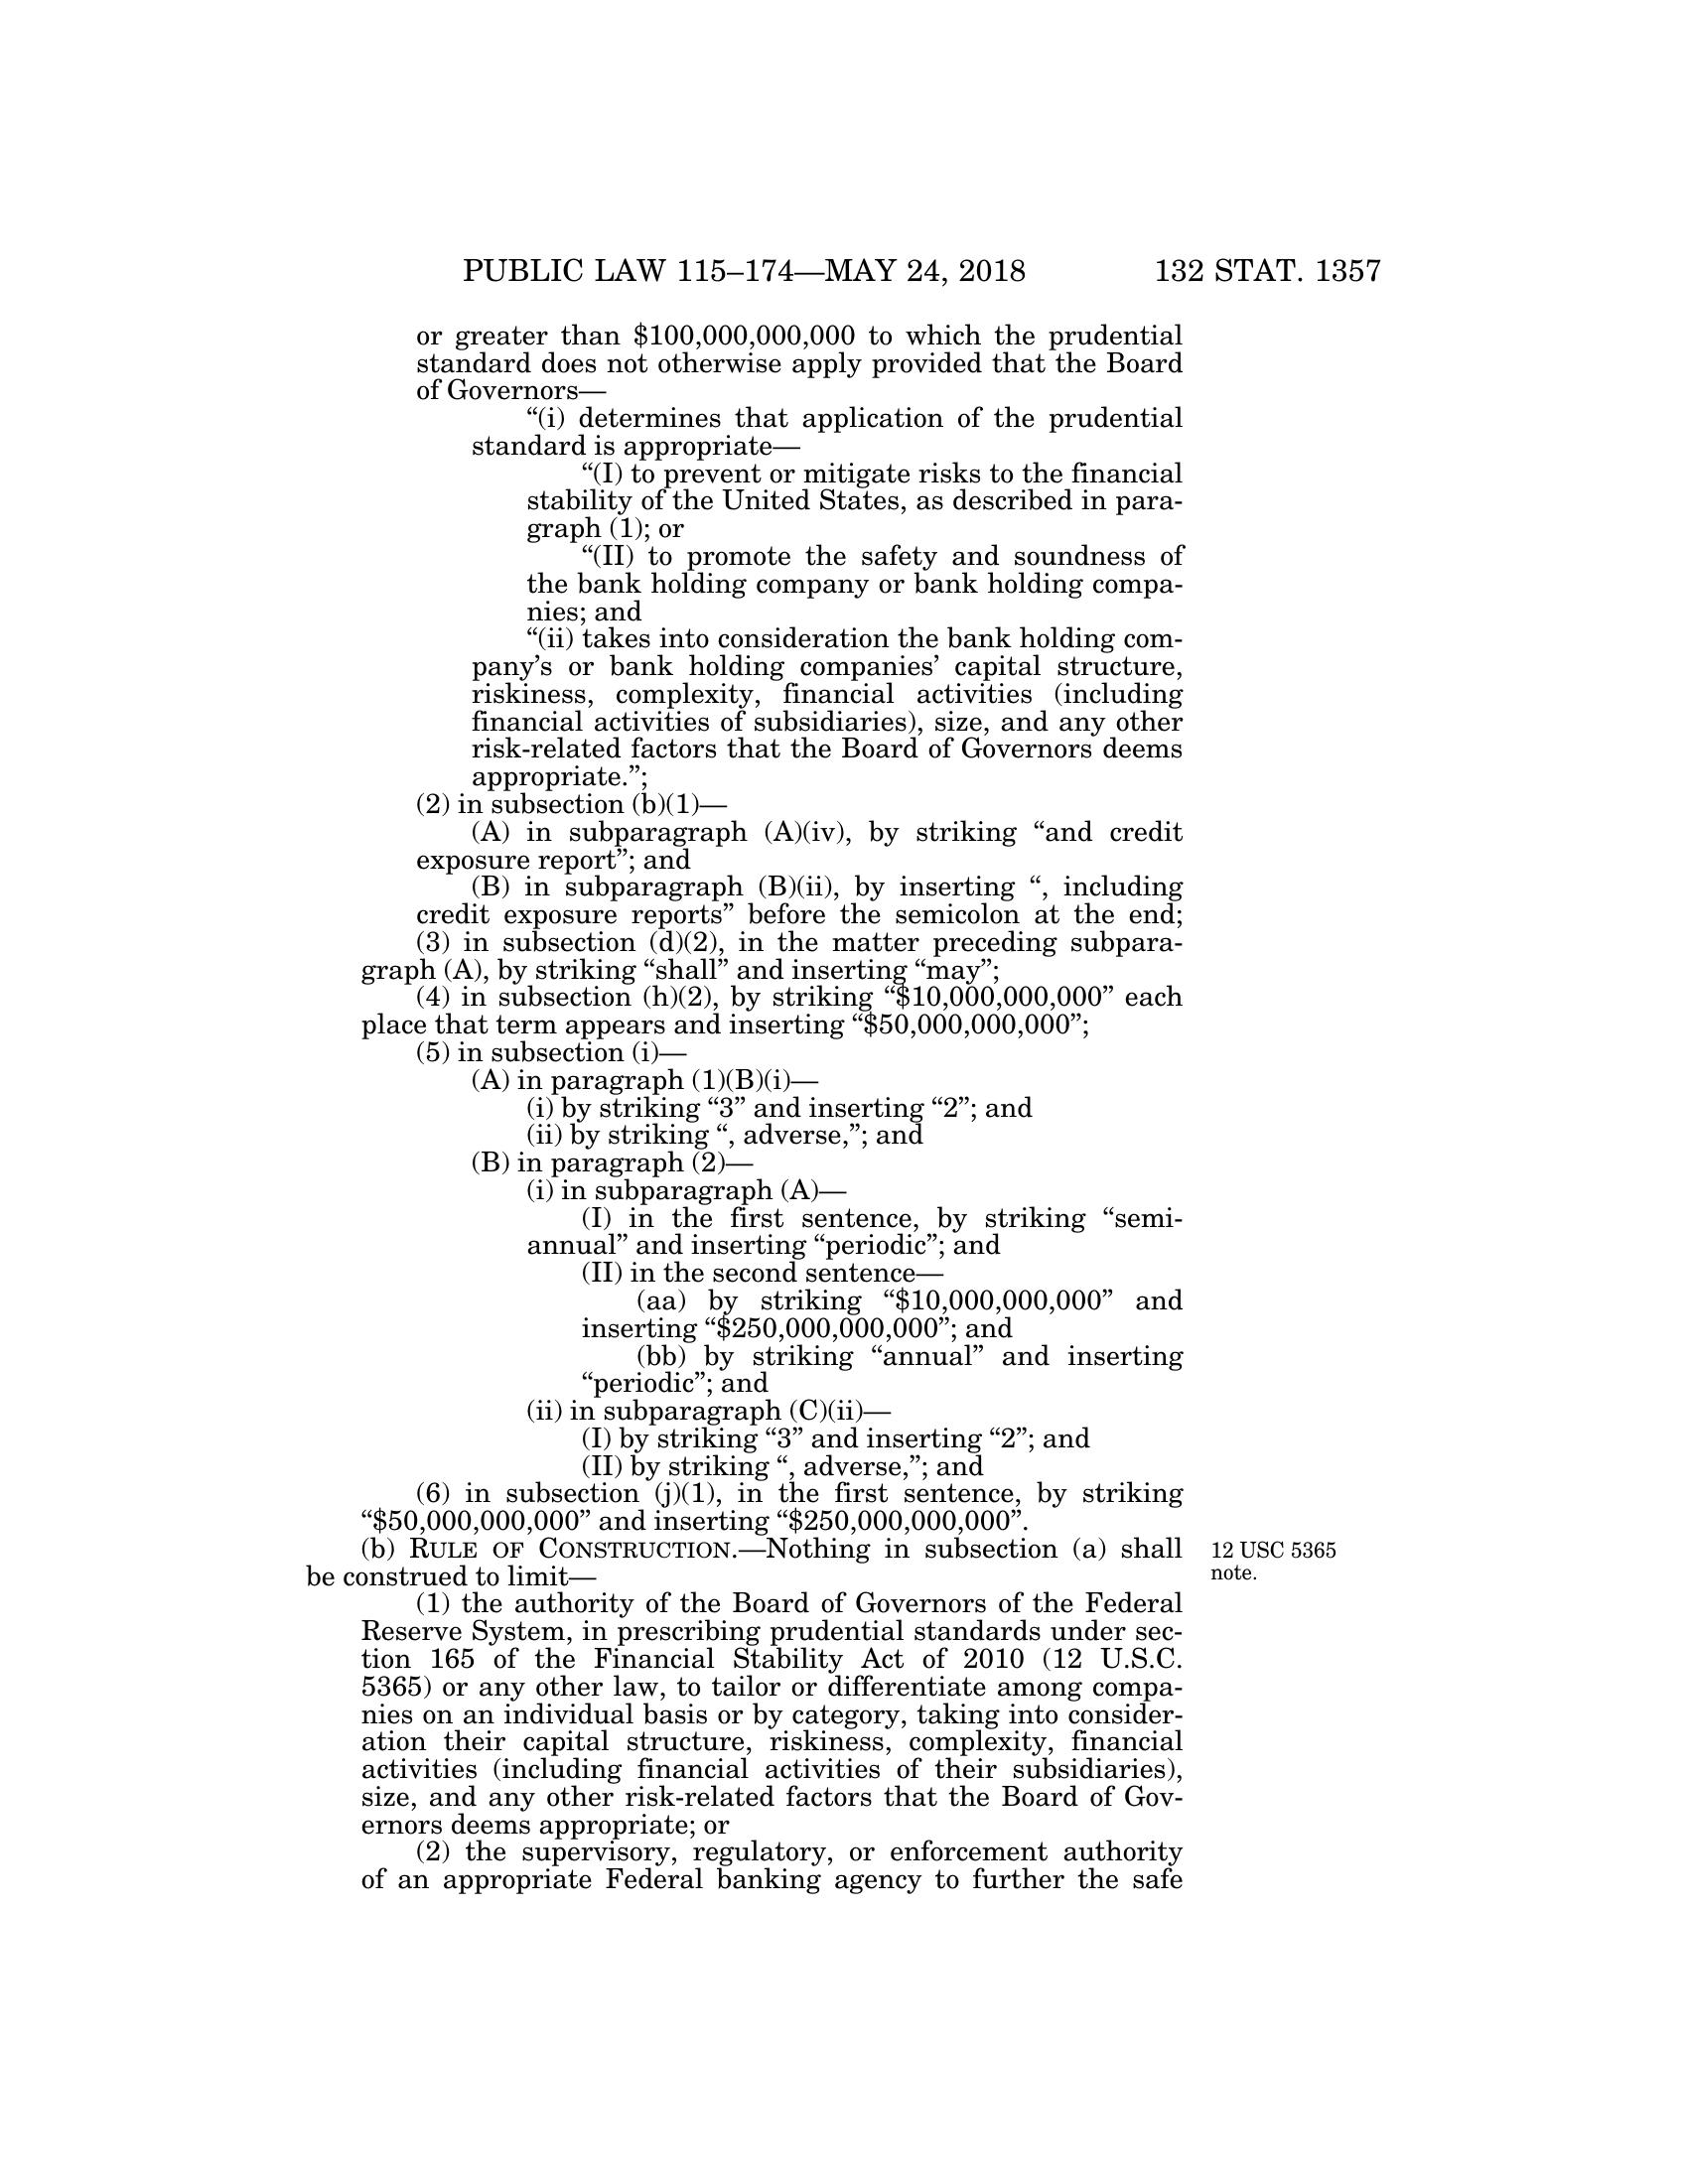 PUBLIC LAW 115–174—MAY 24, 2018 132 STAT. 1357
or greater than $100,000,000,000 to which the prudential
standard does not otherwise apply provided that the Board
of Governors—
“(i) determines that application of the prudential
standard is appropriate—
“(I) to prevent or mitigate risks to the financial
stability of the United States, as described in para-
graph (1); or
“(II) to promote the safety and soundness of
the bank holding company or bank holding compa-
nies; and
“(ii) takes into consideration the bank holding com-
pany’s or bank holding companies’ capital structure,
riskiness, complexity, financial activities (including
financial activities of subsidiaries), size, and any other
risk-related factors that the Board of Governors deems
appropriate.”;
(2) in subsection (b)(1)—
(A) in subparagraph (A)(iv), by striking “and credit
exposure report”; and
(B) in subparagraph (B)(ii), by inserting “, including
credit exposure reports” before the semicolon at the end;
(3) in subsection (d)(2), in the matter preceding subpara-
graph (A), by striking “shall” and inserting “may”;
(4) in subsection (h)(2), by striking “$10,000,000,000” each
place that term appears and inserting “$50,000,000,000”;
(5) in subsection (i)—
(A) in paragraph (1)(B)(i)—
(i) by striking “3” and inserting “2”; and
(ii) by striking “, adverse,”; and
(B) in paragraph (2)—
(i) in subparagraph (A)—
(I) in the first sentence, by striking “semi-
annual” and inserting “periodic”; and
(II) in the second sentence—
(aa) by striking “$10,000,000,000” and
inserting “$250,000,000,000”; and
(bb) by striking “annual” and inserting
“periodic”; and
(ii) in subparagraph (C)(ii)—
(I) by striking “3” and inserting “2”; and
(II) by striking “, adverse,”; and
(6) in subsection (j)(1), in the first sentence, by striking
“$50,000,000,000” and inserting “$250,000,000,000”.
(b) RULE OF CONSTRUCTION.—Nothing in subsection (a) shall
be construed to limit—
(1) the authority of the Board of Governors of the Federal
Reserve System, in prescribing prudential standards under sec-
tion 165 of the Financial Stability Act of 2010 (12 U.S.C.
5365) or any other law, to tailor or differentiate among compa-
nies on an individual basis or by category, taking into consider-
ation their capital structure, riskiness, complexity, financial
activities (including financial activities of their subsidiaries),
size, and any other risk-related factors that the Board of Gov-
ernors deems appropriate; or
(2) the supervisory, regulatory, or enforcement authority
of an appropriate Federal banking agency to further the safe
12 USC 5365
note.